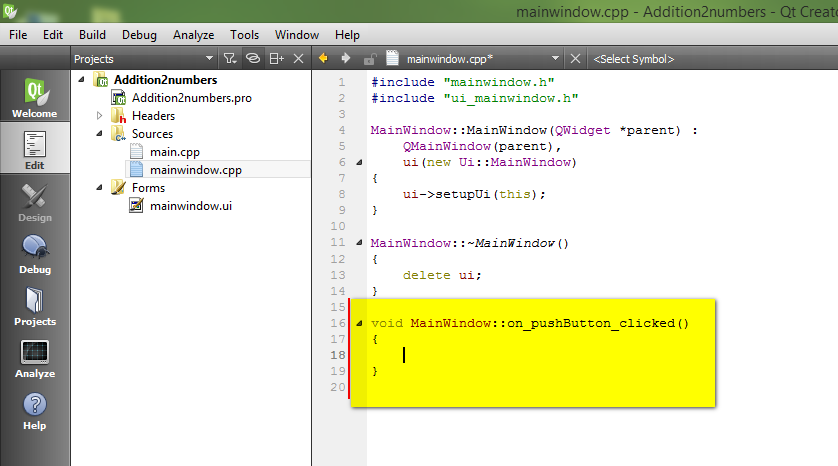 mainwindow.cpp - Addition2numbers - Qt Creato
File Edit Build Debug Analyze Tools Window Help
Projects mainwindow.cpp* <Select Symbol>
Welcome
Edit
Design
Debug
Projects
Analyze
Help
Addition2numbers
Addition2numbers.pro
Headers
Sources
main.cpp
mainwindow.cpp
Forms
mainwindow.ui
1 #include "mainwindow.h"
2 #include "ui_mainwindow.h"
3
4 MainWindow::MainWindow(QWidget *parent) :
5 QMainWindow(parent),
6 ui(new Ui::MainWindow)
7 {
8 ui->setupUi(this);
9 }
10
11 MainWindow::~MainWindow()
12 {
13 delete ui;
14 }
15
16 void MainWindow::on_pushButton_clicked()
17 {
18
19 }
20